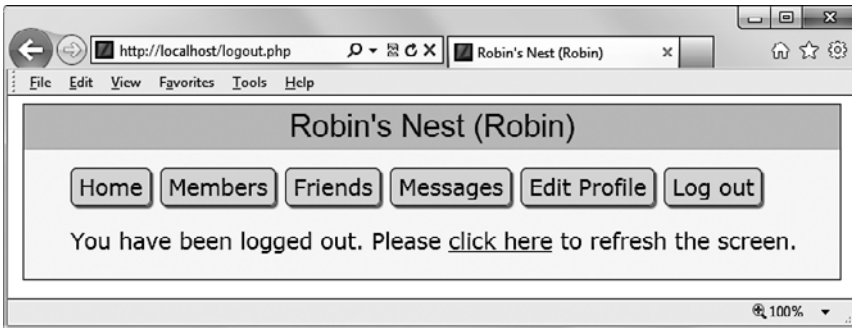 http://localhost/logout.php
Robin's Nest (Robin)
File Edit View Favorites Tools Help
Robin's Nest (Robin)
Home Members Friends Messages Edit Profile Log out
You have been logged out. Please click here to refresh the screen.
100%